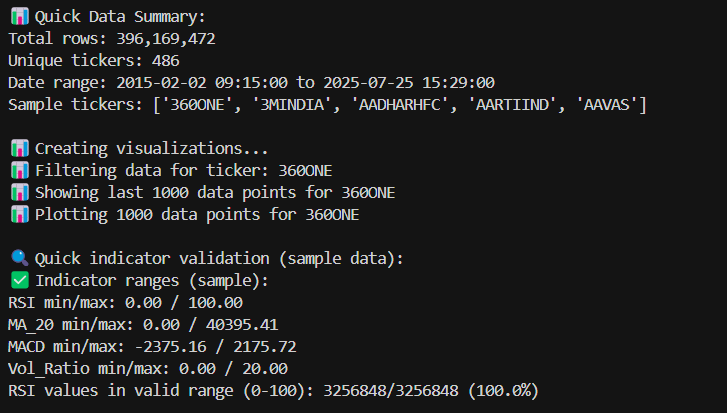 📊 Quick Data Summary:
Total rows: 396,169,472
Unique tickers: 486
Date range: 2015-02-02 09:15:00 to 2025-07-25 15:29:00
Sample tickers: ['360ONE', '3MINDIA', 'AADHARHFC', 'AARTIIND', 'AAVAS']
📊 Creating visualizations...
📊 Filtering data for ticker: 360ONE
📊 Showing last 1000 data points for 360ONE
📊 Plotting 1000 data points for 360ONE
🔍 Quick indicator validation (sample data):
✅ Indicator ranges (sample):
RSI min/max: 0.00 / 100.00
MA_20 min/max: 0.00 / 40395.41
MACD min/max: -2375.16 / 2175.72
Vol_Ratio min/max: 0.00 / 20.00
RSI values in valid range (0-100): 3256848/3256848 (100.0%)